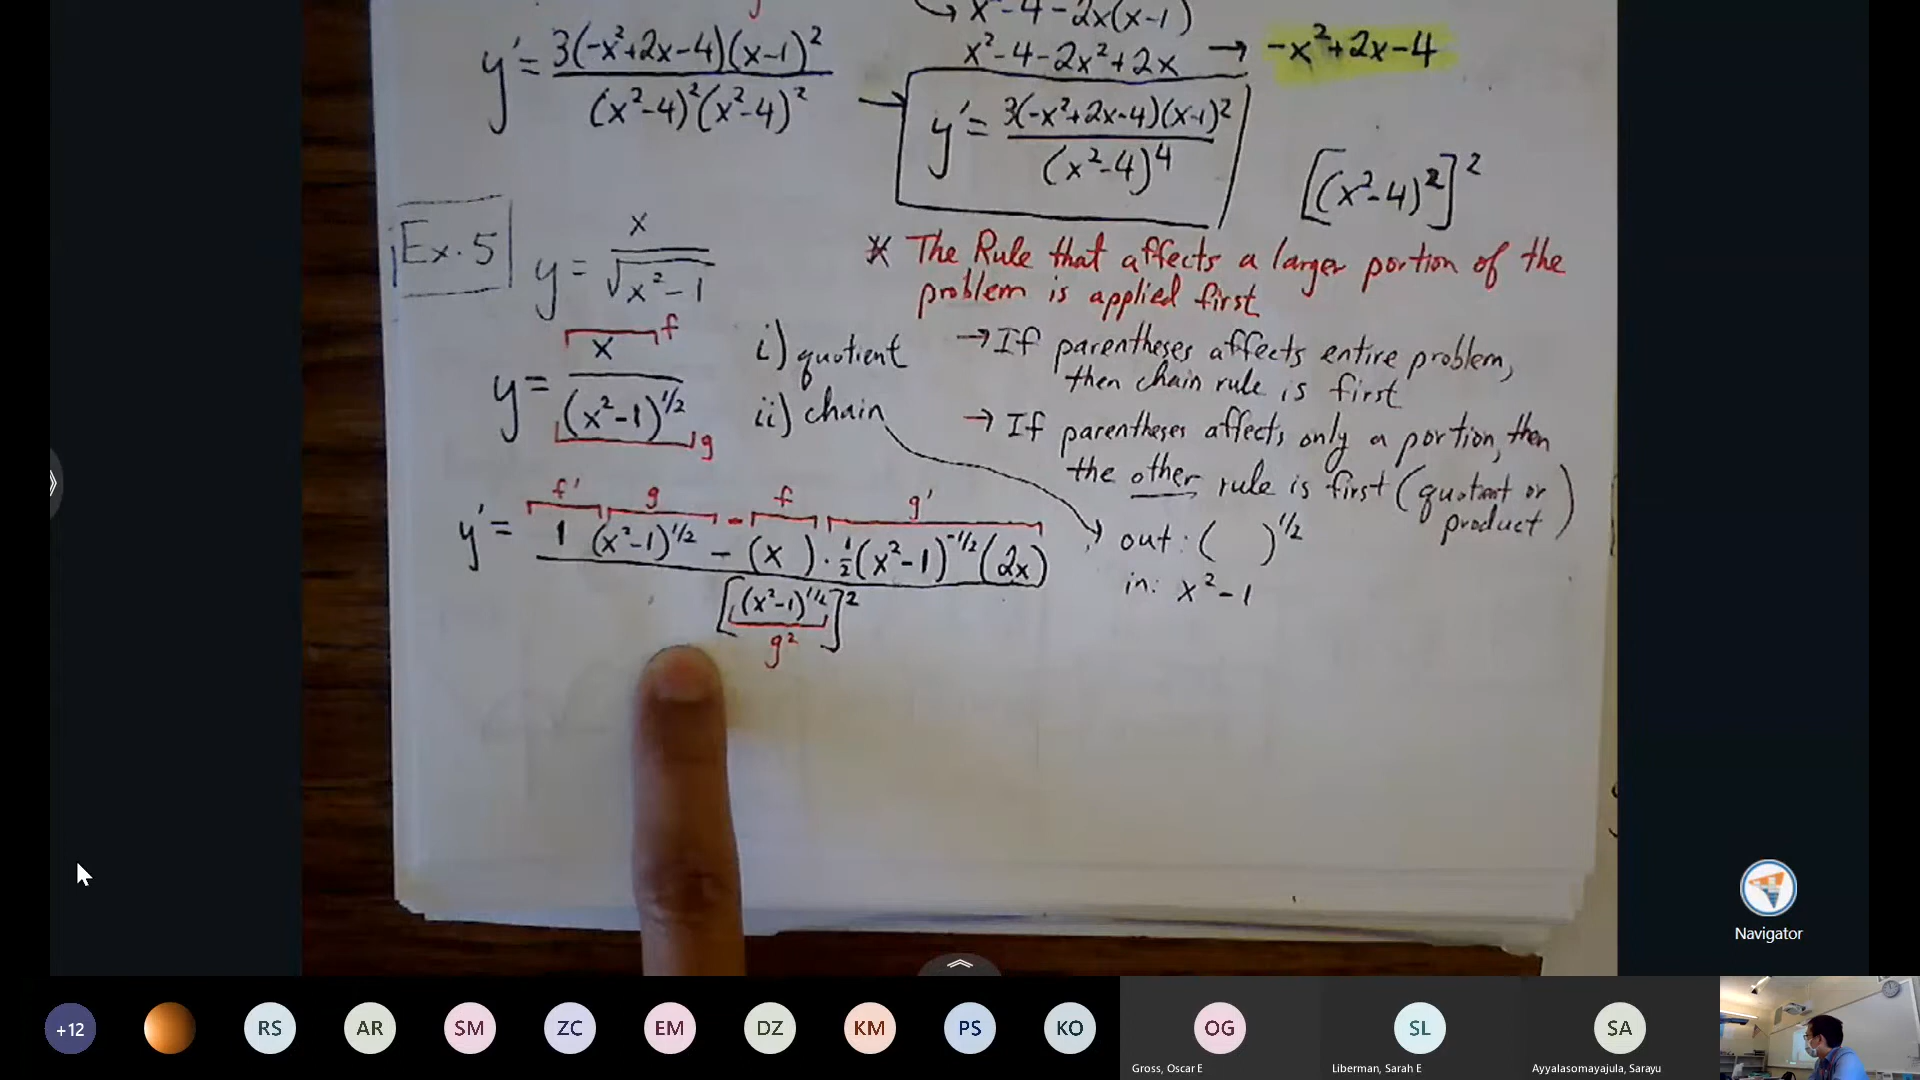 x²-4-2x(x-1)
y' = 3(-x²+2x-4)(x-1)² / (x²-4)²(x²-4)²
x²-4-2x²+2x → -x²+2x-4
y' = 3(-x²+2x-4)(x-1)² / (x²-4)⁴
[(x²-4)²]²
Ex. 5
y = x / √x²-1
* The Rule that affects a larger portion of the
problem is applied first
y = x / (x²-1)^1/2
f
g
i) quotient
ii) chain
→ If parentheses affects entire problem,
then chain rule is first
→ If parentheses affects only a portion, then
the other rule is first (quotient or
product)
f' g - f g'
y' = 1 (x²-1)^1/2 - (x) · 1/2(x²-1)^-1/2 (2x) / [(x²-1)^1/2]²
g²
out: ( )^1/2
in: x²-1
Navigator
+12 RS AR SM ZC EM DZ KM PS KO OG SL SA
Gross, Oscar E Liberman, Sarah E Ayyalasomayajula, Sarayu